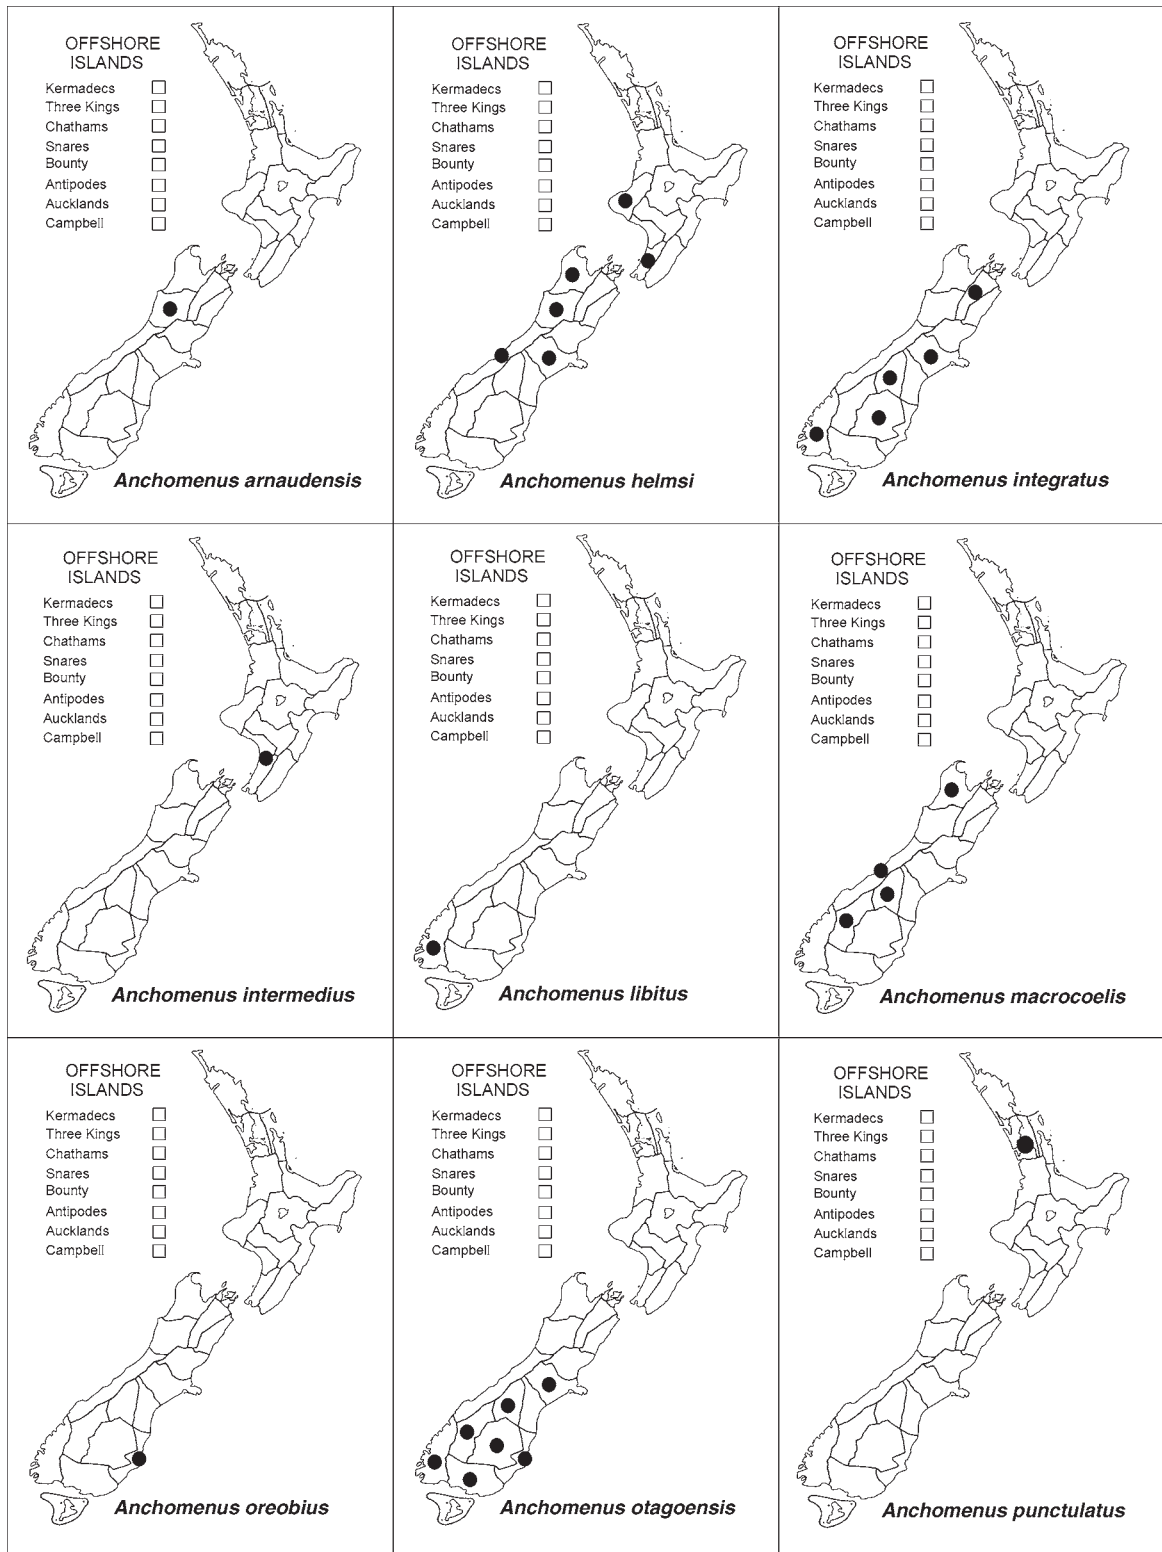 OFFSHORE
ISLANDS
Kermadecs
Three Kings
Chathams
Snares
Bounty
Antipodes
Aucklands
Campbell
Anchomenus arnaudensis
OFFSHORE
ISLANDS
Kermadecs
Three Kings
Chathams
Snares
Bounty
Antipodes
Aucklands
Campbell
Anchomenus helmsi
OFFSHORE
ISLANDS
Kermadecs
Three Kings
Chathams
Snares
Bounty
Antipodes
Aucklands
Campbell
Anchomenus integratus
OFFSHORE
ISLANDS
Kermadecs
Three Kings
Chathams
Snares
Bounty
Antipodes
Aucklands
Campbell
Anchomenus intermedius
OFFSHORE
ISLANDS
Kermadecs
Three Kings
Chathams
Snares
Bounty
Antipodes
Aucklands
Campbell
Anchomenus libitus
OFFSHORE
ISLANDS
Kermadecs
Three Kings
Chathams
Snares
Bounty
Antipodes
Aucklands
Campbell
Anchomenus macrocoelis
OFFSHORE
ISLANDS
Kermadecs
Three Kings
Chathams
Snares
Bounty
Antipodes
Aucklands
Campbell
Anchomenus oreobius
OFFSHORE
ISLANDS
Kermadecs
Three Kings
Chathams
Snares
Bounty
Antipodes
Aucklands
Campbell
Anchomenus otagoensis
OFFSHORE
ISLANDS
Kermadecs
Three Kings
Chathams
Snares
Bounty
Antipodes
Aucklands
Campbell
Anchomenus punctulatus